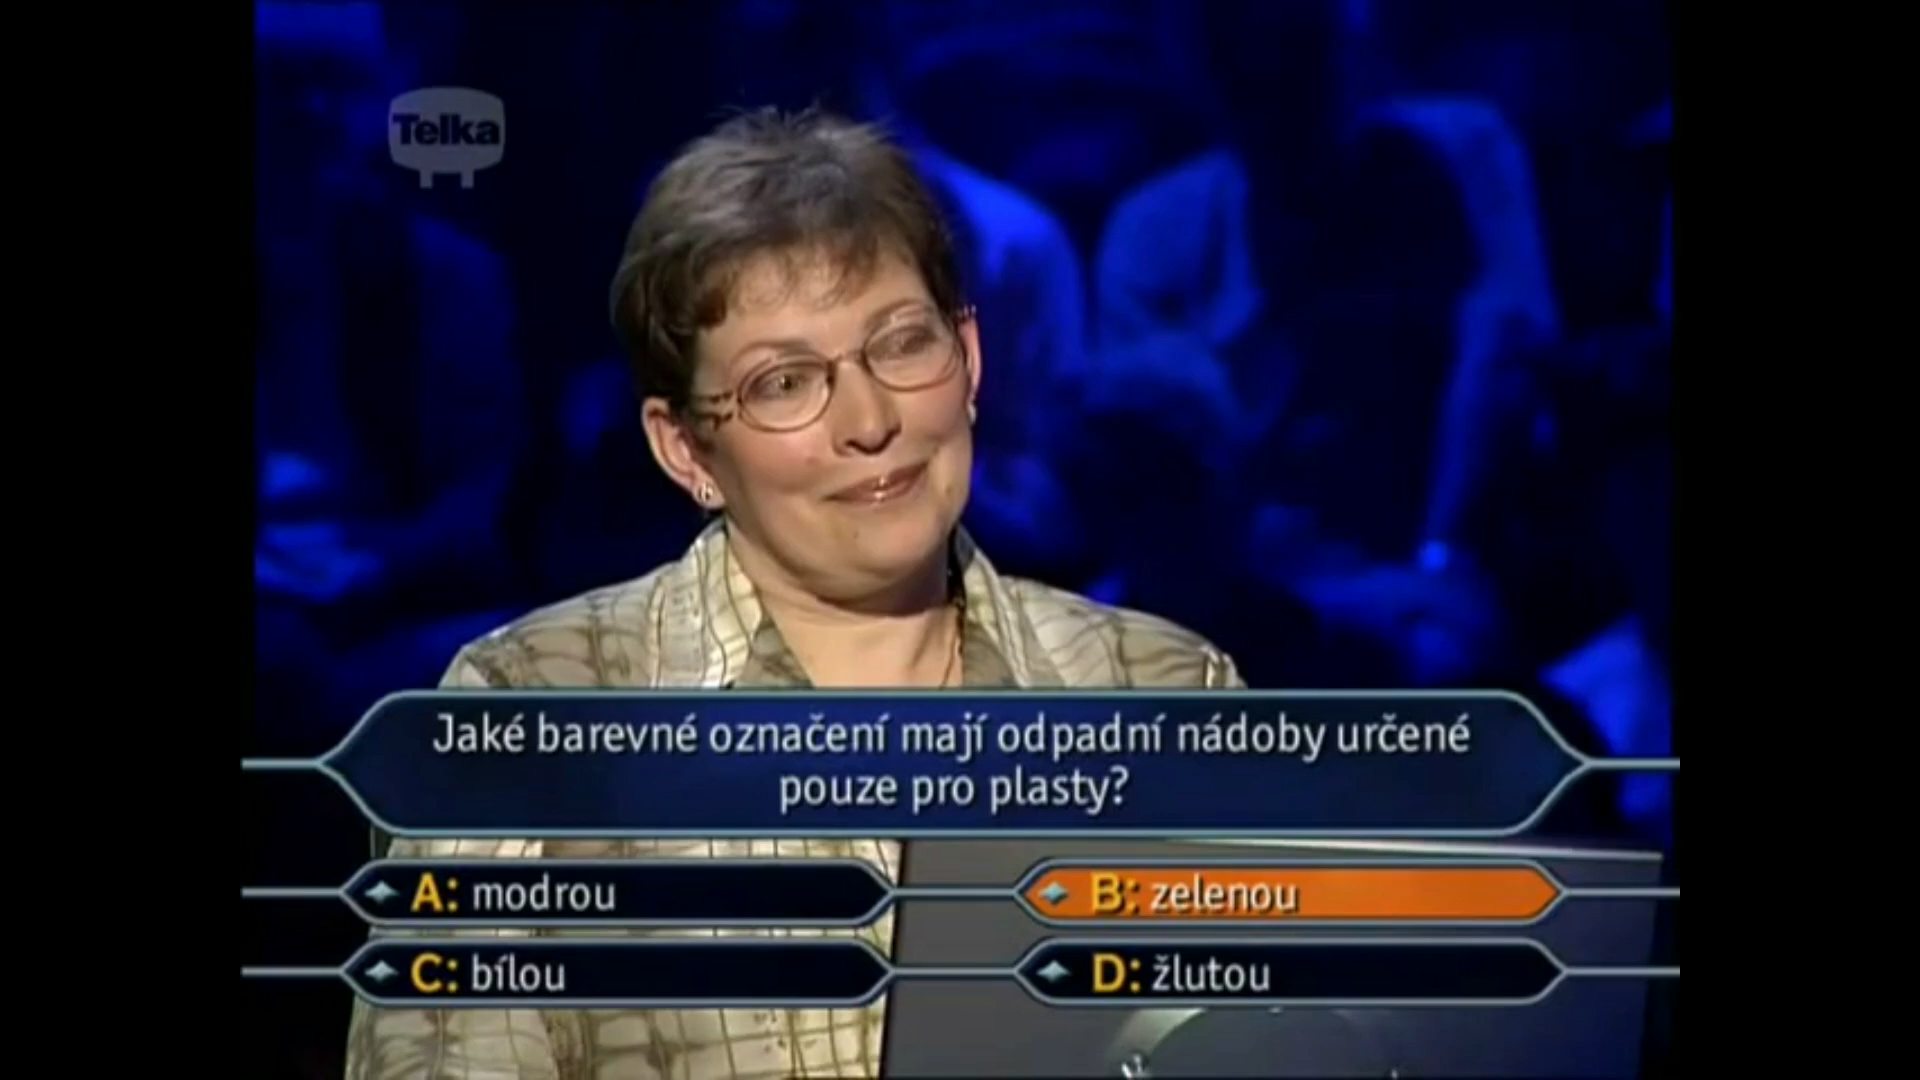 Telka
Jaké barevné označení mají odpadní nádoby určené
pouze pro plasty?
A: modrou
B: zelenou
C: bílou
D: žlutou